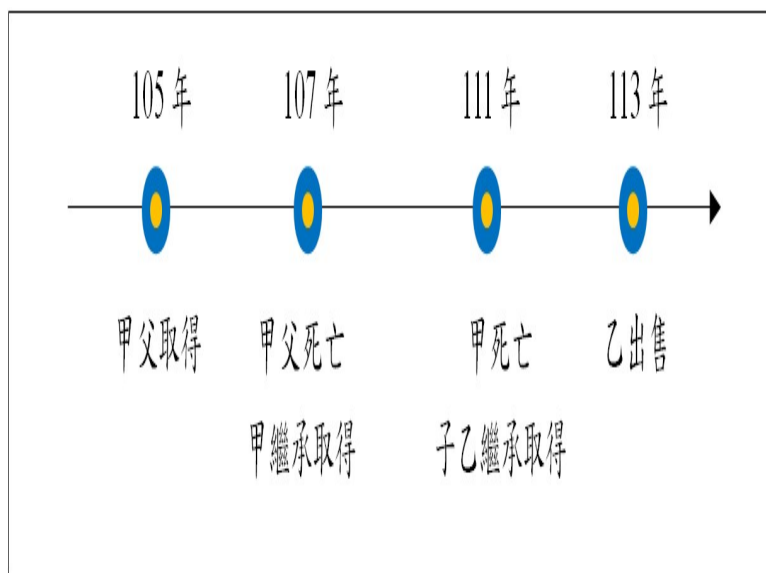 105年 107年 111年 113年
甲父取得 甲父死亡 甲死亡 乙出售
甲繼承取得 子乙繼承取得